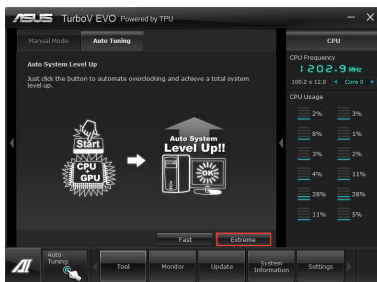 ASUS TurboV EVO Powered by TPU
Manual Mode Auto Tuning
Auto System Level Up
Just click the button to automate overclocking and achieve a total system
level up.
Start
CPU
+
GPU
Auto System
Level Up!!
OK
Fast Extreme
CPU
CPU Frequency
1202.9 MHz
100.2 x 12.0 Core 0
CPU Usage
2% 3%
8% 1%
3% 2%
4% 11%
28% 28%
11% 5%
AI
Auto
Tuning
Tool
Monitor
Update
System
Information
Settings